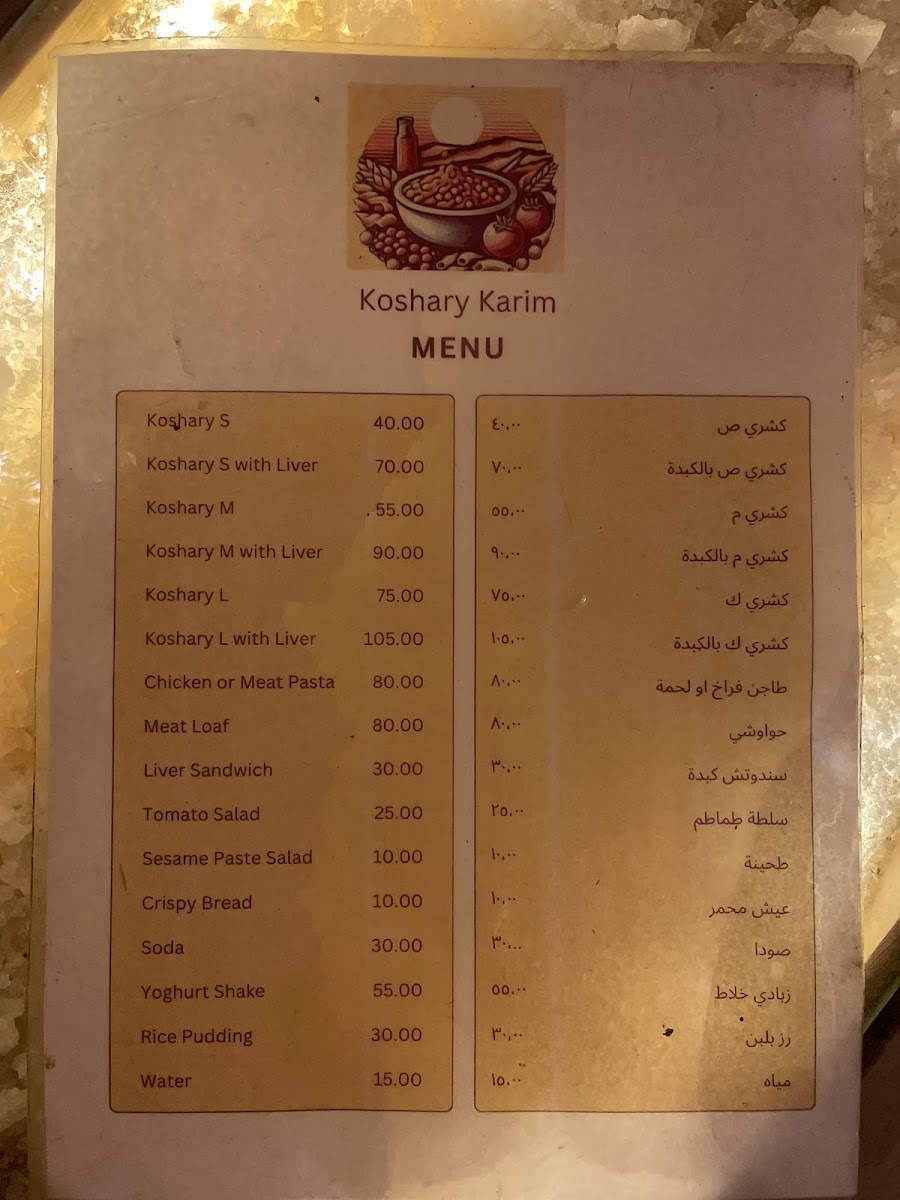 Koshary Karim
MENU
Koshary S 40.00
Koshary S with Liver 70.00
Koshary M 55.00
Koshary M with Liver 90.00
Koshary L 75.00
Koshary L with Liver 105.00
Chicken or Meat Pasta 80.00
Meat Loaf 80.00
Liver Sandwich 30.00
Tomato Salad 25.00
Sesame Paste Salad 10.00
Crispy Bread 10.00
Soda 30.00
Yoghurt Shake 55.00
Rice Pudding 30.00
Water 15.00
كشري ص ٤٠،٠٠
كشري ص بالكبدة ٧٠،٠٠
كشري م ٥٥،٠٠
كشري م بالكبدة ٩٠،٠٠
كشري ك ٧٥،٠٠
كشري ك بالكبدة ١٠٥،٠٠
طاجن فراخ او لحمة ٨٠،٠٠
حواوشي ٨٠،٠٠
سندوتش كبدة ٣٠،٠٠
سلطة طماطم ٢٥،٠٠
طحينة ١٠،٠٠
عيش محمر ١٠،٠٠
صودا ٣٠،٠٠
زبادي خلاط ٥٥،٠٠
رز بلبن ٣٠،٠٠
مياه ١٥،٠٠